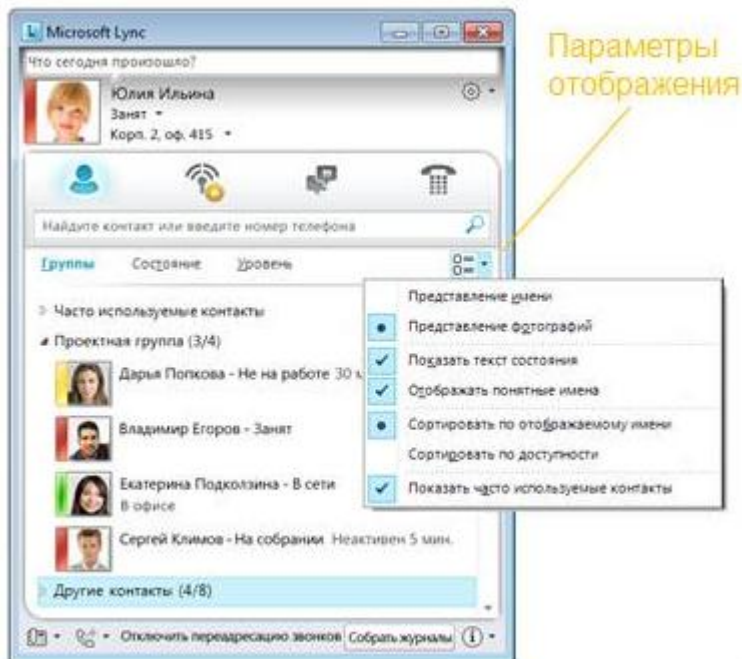 Microsoft Lync
Что сегодня произошло?
Юлия Ильина
Занят
Корп. 2, оф. 415
Найдите контакт или введите номер телефона
Группы Состояние Уровень
Часто используемые контакты
Проектная группа (3/4)
Дарья Попкова - Не на работе 30
Владимир Егоров - Занят
Екатерина Подколзина - В сети
В офисе
Сергей Климов - На собрании Неактивен 5 мин.
Другие контакты (4/8)
Отключить переадресацию звонков Собрать журналы
Параметры
отображения
Представление имени
Представление фотографий
Показать текст состояния
Отображать понятные имена
Сортировать по отображаемому имени
Сортировать по доступности
Показать часто используемые контакты